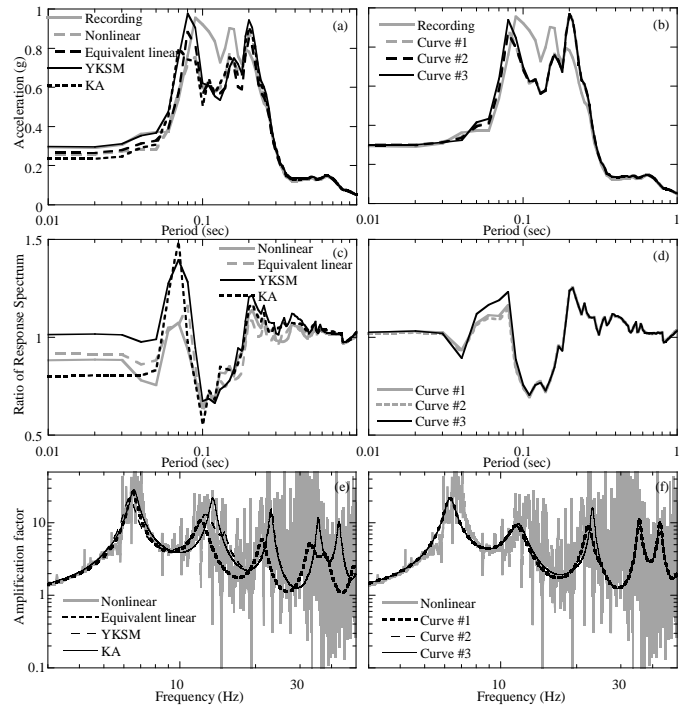 (a)
Recording
Nonlinear
Equivalent linear
YKSM
KA
Acceleration (g)
1
0.8
0.6
0.4
0.2
0
0.01
0.1
Period (sec)
(b)
Recording
Curve #1
Curve #2
Curve #3
0.01
0.1
1
Period (sec)
(c)
Nonlinear
Equivalent linear
YKSM
KA
Ratio of Response Spectrum
1.5
1
0.5
0.01
0.1
Period (sec)
(d)
Curve #1
Curve #2
Curve #3
0.01
0.1
1
Period (sec)
(e)
Nonlinear
Equivalent linear
YKSM
KA
Amplification factor
10
1
0.1
10
30
Frequency (Hz)
(f)
Nonlinear
Curve #1
Curve #2
Curve #3
10
30
Frequency (Hz)